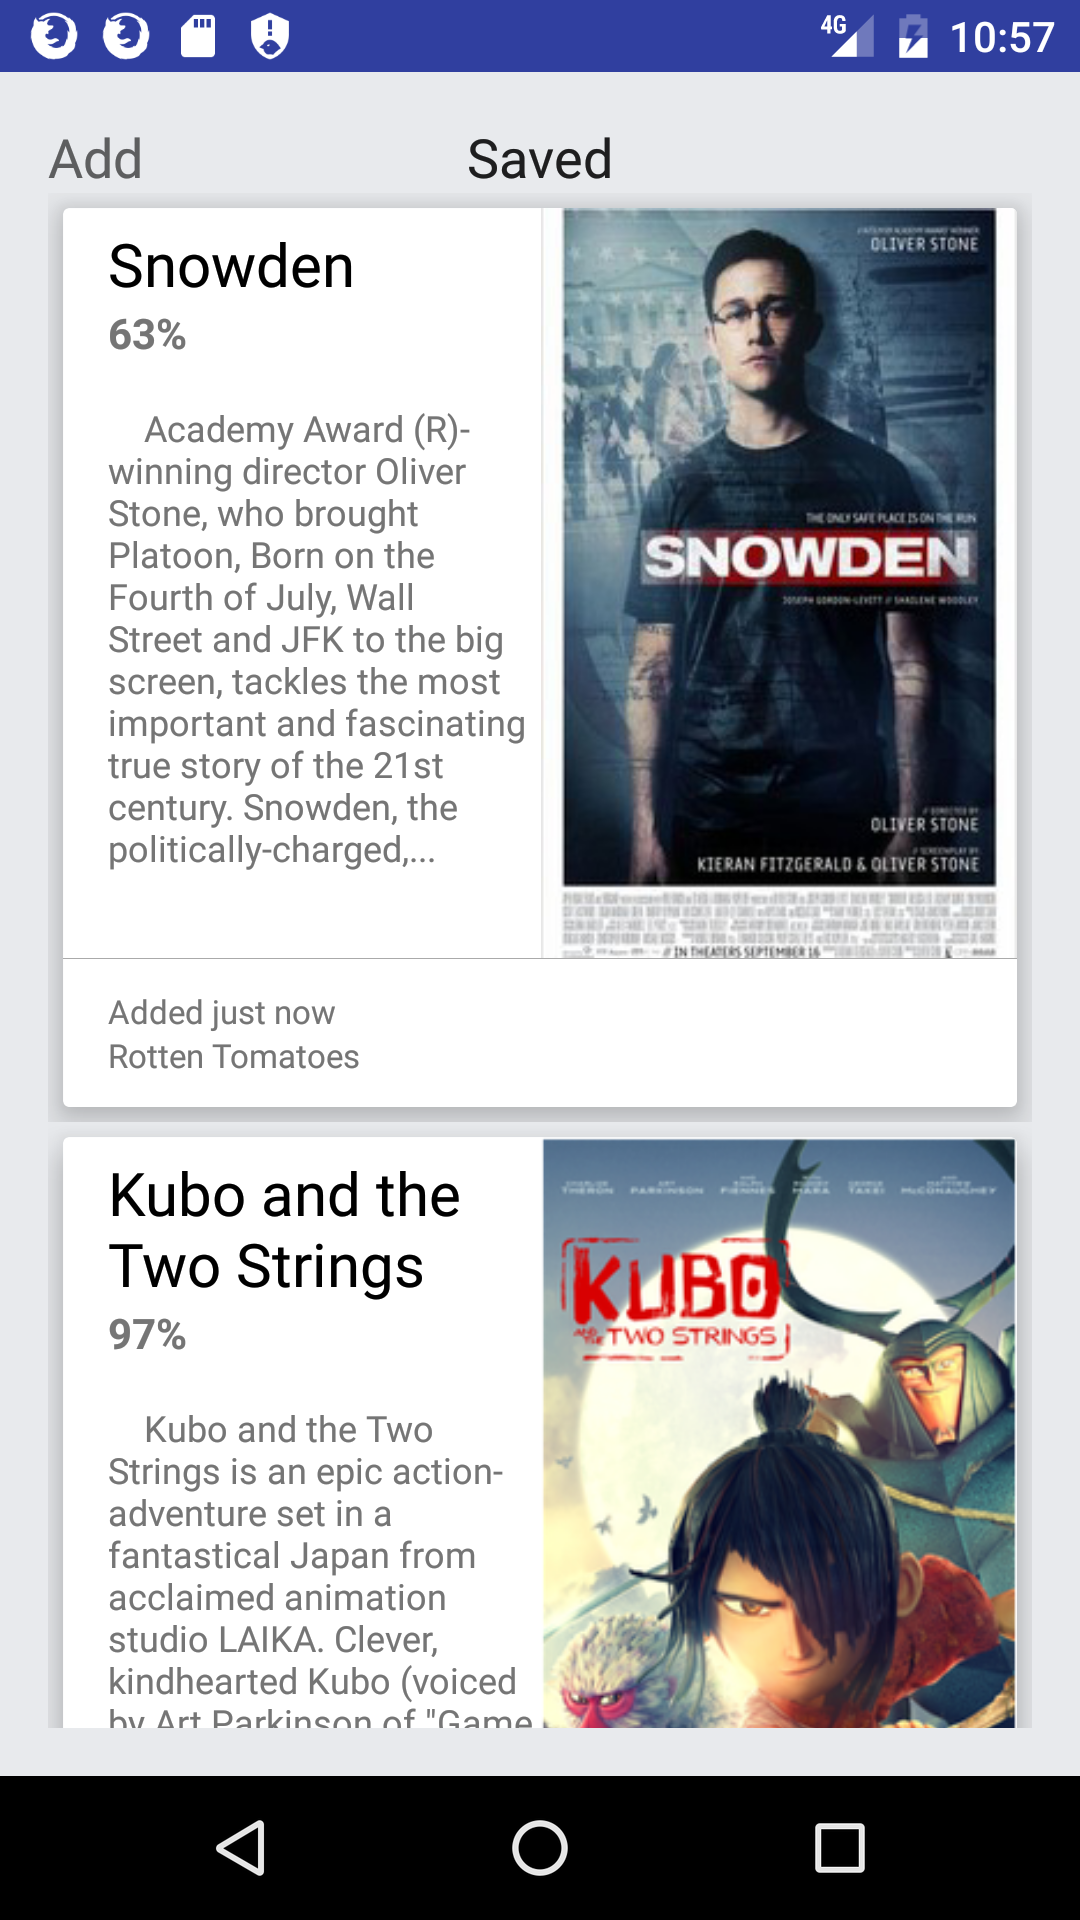 4G 10:57
Add Saved
Snowden
63%
Academy Award (R)-
winning director Oliver
Stone, who brought
Platoon, Born on the
Fourth of July, Wall
Street and JFK to the big
screen, tackles the most
important and fascinating
true story of the 21st
century. Snowden, the
politically-charged,...
OLIVER STONE
THE ONLY SAFE PLACE IS ON THE RUN
SNOWDEN
JOSEPH GORDON-LEVITT // SHAILENE WOODLEY
// DIRECTED BY
OLIVER STONE
// SCREENPLAY BY
KIERAN FITZGERALD & OLIVER STONE
// IN THEATERS SEPTEMBER 16
Added just now
Rotten Tomatoes
Kubo and the
Two Strings
97%
Kubo and the Two
Strings is an epic action-
adventure set in a
fantastical Japan from
acclaimed animation
studio LAIKA. Clever,
kindhearted Kubo (voiced
by Art Parkinson of "Game
CHARLIZE THERON ART PARKINSON RALPH FIENNES ROONEY MARA GEORGE TAKEI AND MATTHEW McCONAUGHEY
KUBO
AND THE TWO STRINGS